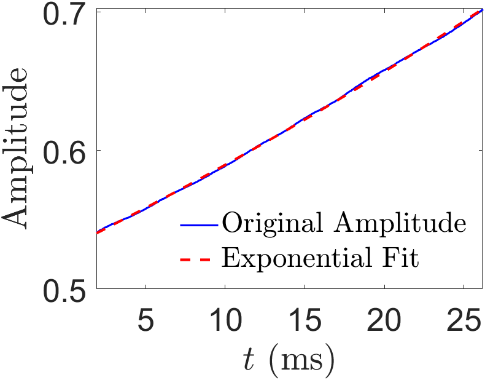 0.7
0.6
0.5
Amplitude
Original Amplitude
Exponential Fit
5 10 15 20 25
t (ms)